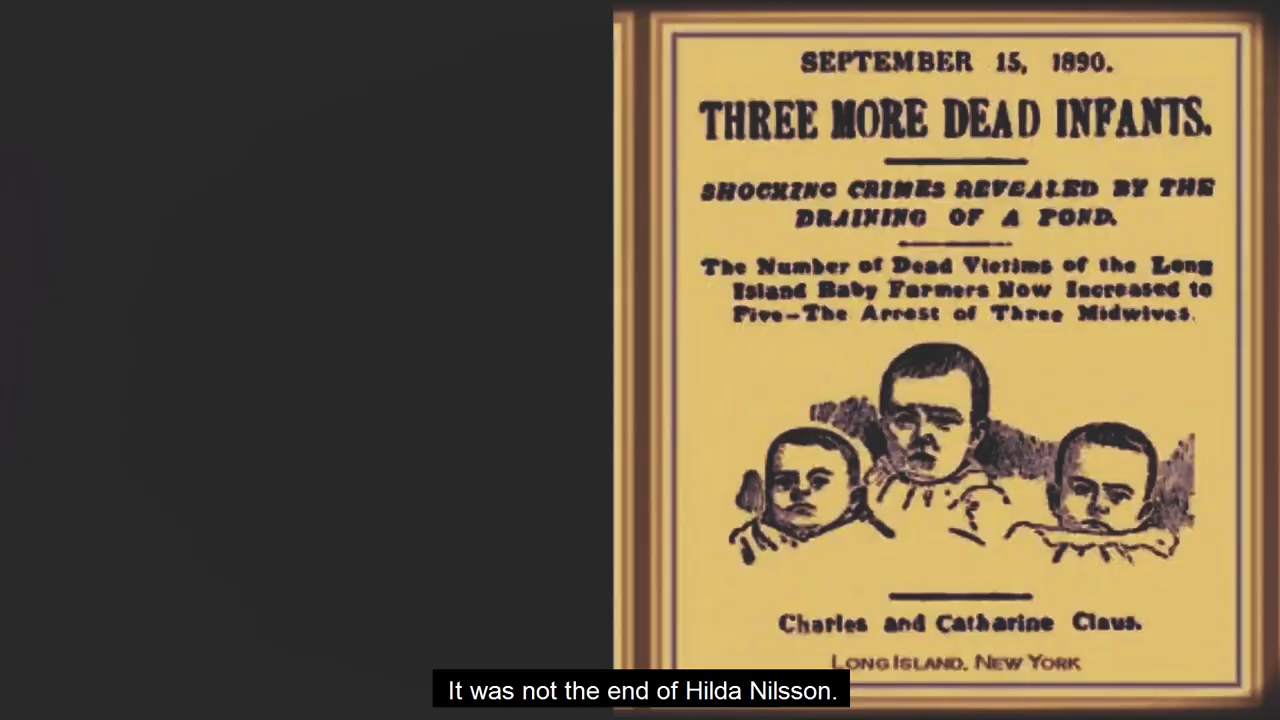 SEPTEMBER 15, 1890.
THREE MORE DEAD INFANTS.
SHOCKING CRIMES REVEALED BY THE
DRAINING OF A POND.
The Number of Dead Victims of the Long
Island Baby Farmers Now Increased to
Five—The Arrest of Three Midwives.
Charles and Catharine Claus.
LONG ISLAND, NEW YORK
It was not the end of Hilda Nilsson.